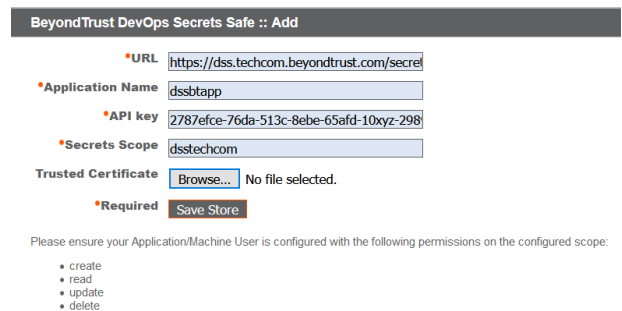 BeyondTrust DevOps Secrets Safe :: Add
•URL https://dss.techcom.beyondtrust.com/secret
•Application Name dssbtapp
•API key 2787efce-76da-513c-8ebe-65afd-10xyz-298
•Secrets Scope dsstechcom
Trusted Certificate Browse... No file selected.
•Required Save Store
Please ensure your Application/Machine User is configured with the following permissions on the configured scope:
• create
• read
• update
• delete